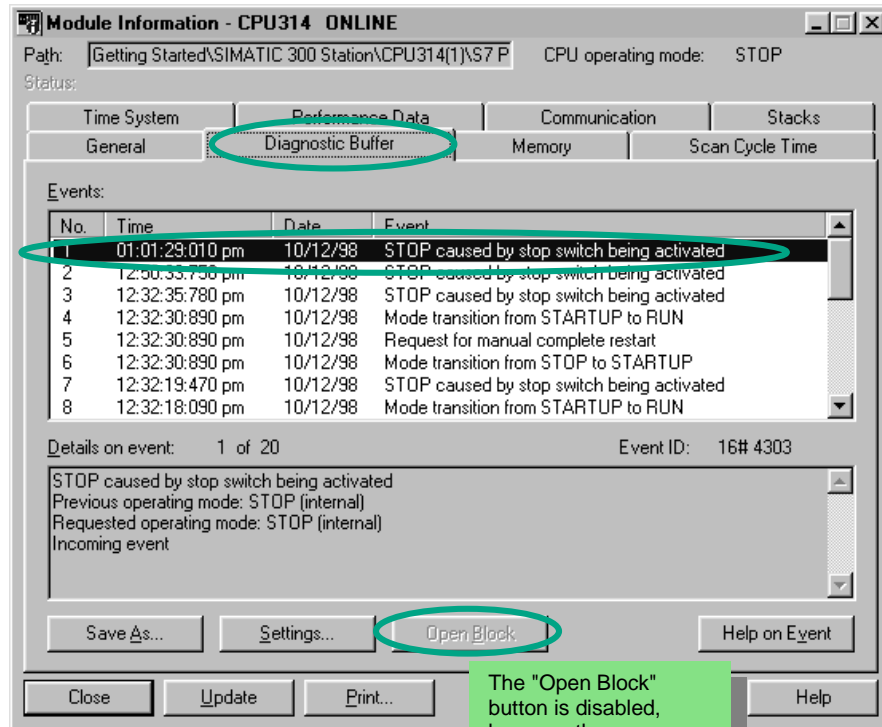 Module Information - CPU314 ONLINE
Path: Getting Started\SIMATIC 300 Station\CPU314(1)\S7 P CPU operating mode: STOP
Status:
Time System Performance Data Communication Stacks
General Diagnostic Buffer Memory Scan Cycle Time
Events:
No. Time Date Event
1 01:01:29:010 pm 10/12/98 STOP caused by stop switch being activated
2 12:50:33:750 pm 10/12/98 STOP caused by stop switch being activated
3 12:32:35:780 pm 10/12/98 STOP caused by stop switch being activated
4 12:32:30:890 pm 10/12/98 Mode transition from STARTUP to RUN
5 12:32:30:890 pm 10/12/98 Request for manual complete restart
6 12:32:30:890 pm 10/12/98 Mode transition from STOP to STARTUP
7 12:32:19:470 pm 10/12/98 STOP caused by stop switch being activated
8 12:32:18:090 pm 10/12/98 Mode transition from STARTUP to RUN
Details on event: 1 of 20 Event ID: 16# 4303
STOP caused by stop switch being activated
Previous operating mode: STOP (internal)
Requested operating mode: STOP (internal)
Incoming event
Save As... Settings... Open Block Help on Event
Close Update Print... Help
The "Open Block"
button is disabled,